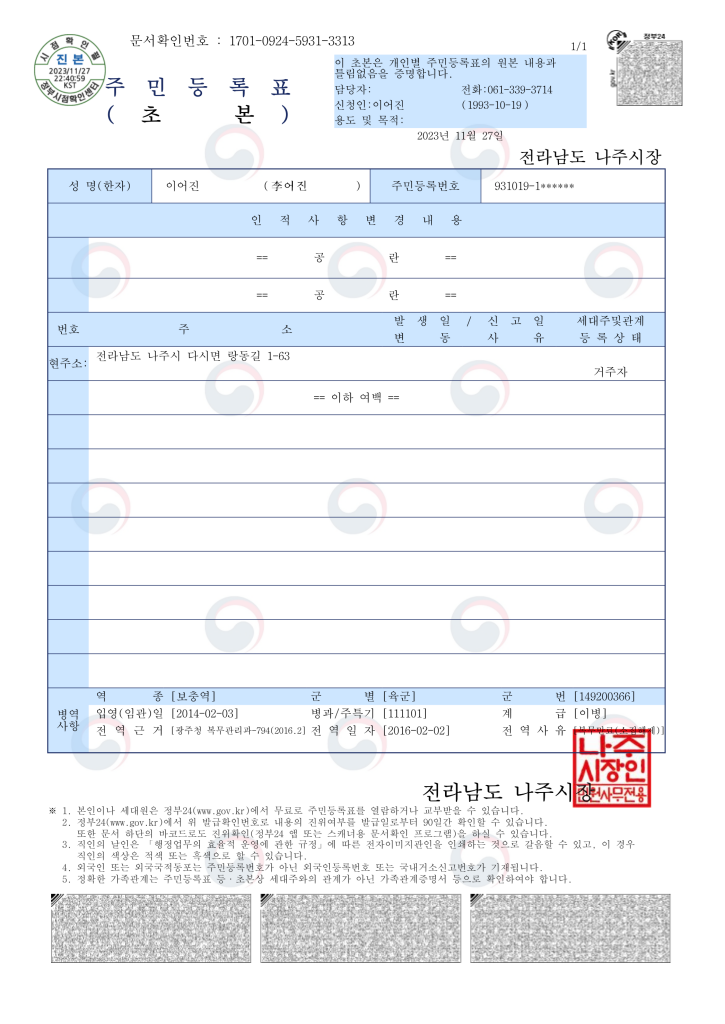 문서확인번호 : 1701-0924-5931-3313
1/1
시점확인필
진본
2023/11/27
22:40:59
KST
정부시점확인센터
정부24
gov.kr
주 민 등 록 표
( 초 본 )
이 초본은 개인별 주민등록표의 원본 내용과
틀림없음을 증명합니다.
담당자: 전화:061-339-3714
신청인:이어진 (1993-10-19 )
용도 및 목적:
2023년 11월 27일
전라남도 나주시장
성 명(한자) 이어진 ( 李어진 ) 주민등록번호 931019-1******
인 적 사 항 변 경 내 용
== 공 란 ==
== 공 란 ==
번호 주 소 발 생 일 / 신 고 일 세대주및관계
변 동 사 유 등 록 상 태
현주소: 전라남도 나주시 다시면 랑동길 1-63
거주자
== 이하 여백 ==
병역
사항
역 종 [보충역] 군 별 [육군] 군 번 [149200366]
입영(임관)일 [2014-02-03] 병과/주특기 [111101] 계 급 [이병]
전 역 근 거 [광주청 복무관리과-794(2016.2] 전 역 일 자 [2016-02-02] 전 역 사 유
나주
시장인
전라남도 나주시장
※ 1. 본인이나 세대원은 정부24(www.gov.kr)에서 무료로 주민등록표를 열람하거나 교부받을 수 있습니다.
2. 정부24(www.gov.kr)에서 위 발급확인번호로 내용의 진위여부를 발급일로부터 90일간 확인할 수 있습니다.
또한 문서 하단의 바코드로도 진위확인(정부24 앱 또는 스캐너용 문서확인 프로그램)을 하실 수 있습니다.
3. 직인의 날인은 「행정업무의 효율적 운영에 관한 규정」에 따른 전자이미지관인을 인쇄하는 것으로 갈음할 수 있고, 이 경우
직인의 색상은 적색 또는 흑색으로 할 수 있습니다.
4. 외국인 또는 외국국적동포는 주민등록번호가 아닌 외국인등록번호 또는 국내거소신고번호가 기재됩니다.
5. 정확한 가족관계는 주민등록표 등·초본상 세대주와의 관계가 아닌 가족관계증명서 등으로 확인하여야 합니다.